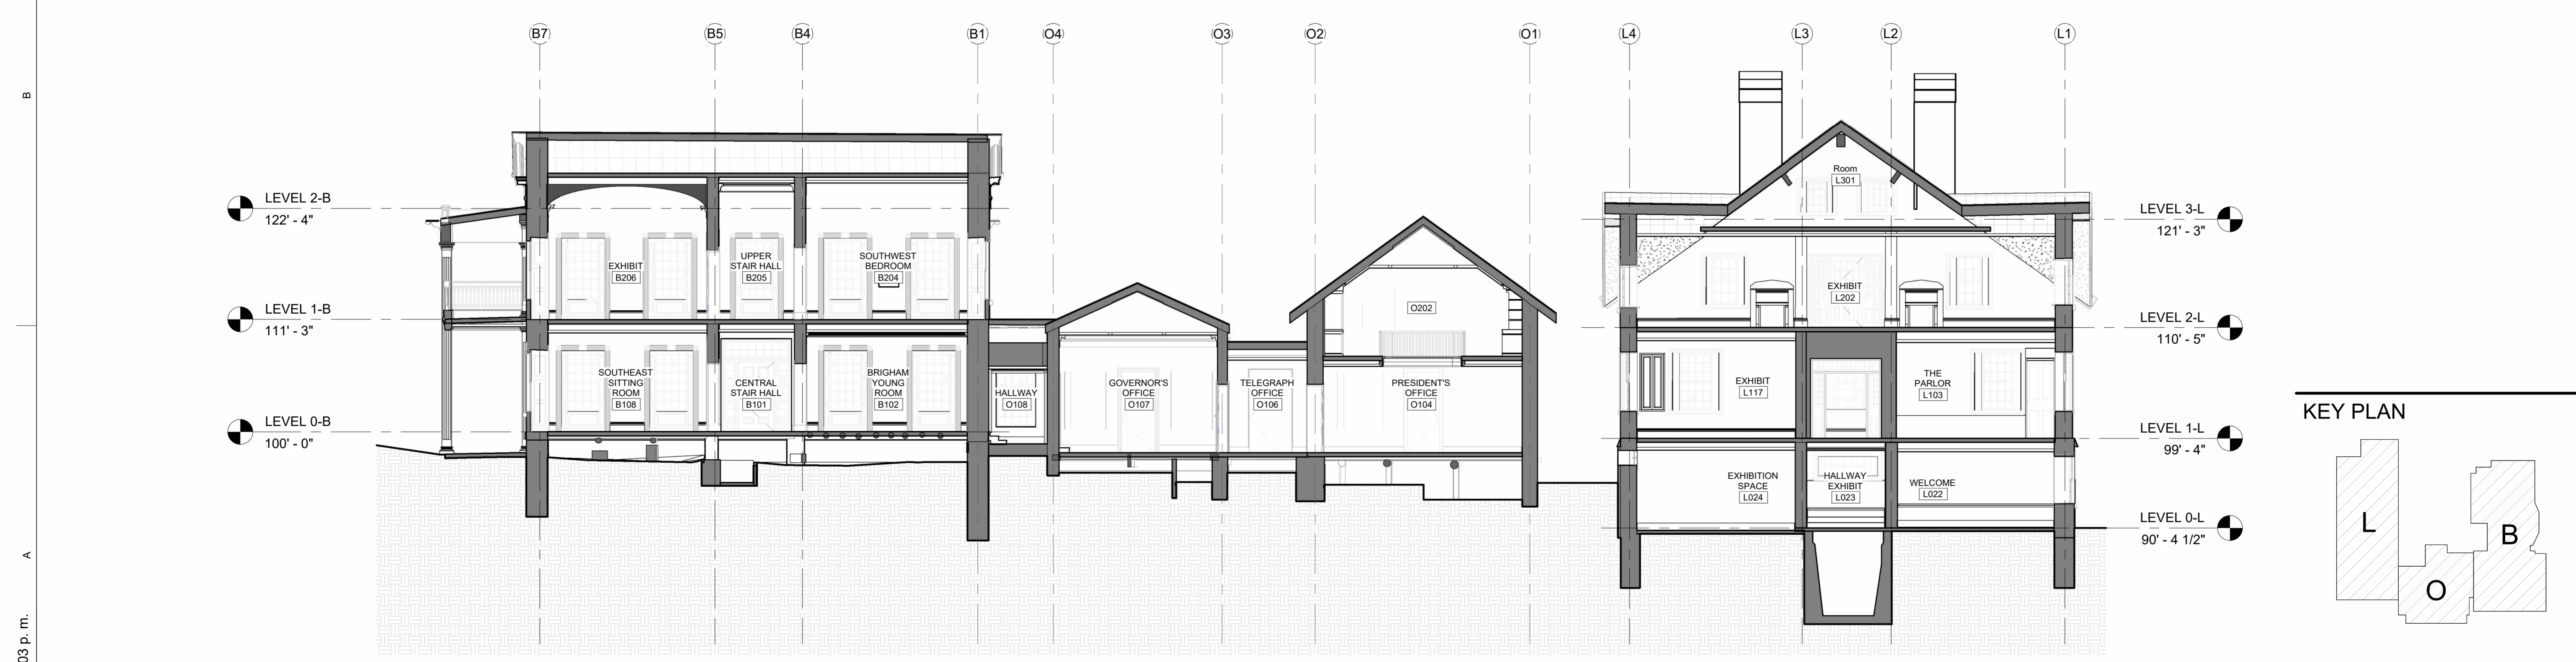 B
A
03 p. m.
B7
B5
B4
B1
O4
O3
O2
O1
L4
L3
L2
L1
LEVEL 2-B
122' - 4"
LEVEL 1-B
111' - 3"
LEVEL 0-B
100' - 0"
EXHIBIT
B206
UPPER
STAIR HALL
B205
SOUTHWEST
BEDROOM
B204
SOUTHEAST
SITTING
ROOM
B108
CENTRAL
STAIR HALL
B101
BRIGHAM
YOUNG
ROOM
B102
HALLWAY
O108
GOVERNOR'S
OFFICE
O107
TELEGRAPH
OFFICE
O106
O202
PRESIDENT'S
OFFICE
O104
Room
L301
EXHIBIT
L202
EXHIBIT
L117
THE
PARLOR
L103
EXHIBITION
SPACE
L024
HALLWAY
EXHIBIT
L023
WELCOME
L022
LEVEL 3-L
121' - 3"
LEVEL 2-L
110' - 5"
LEVEL 1-L
99' - 4"
LEVEL 0-L
90' - 4 1/2"
KEY PLAN
L
B
O